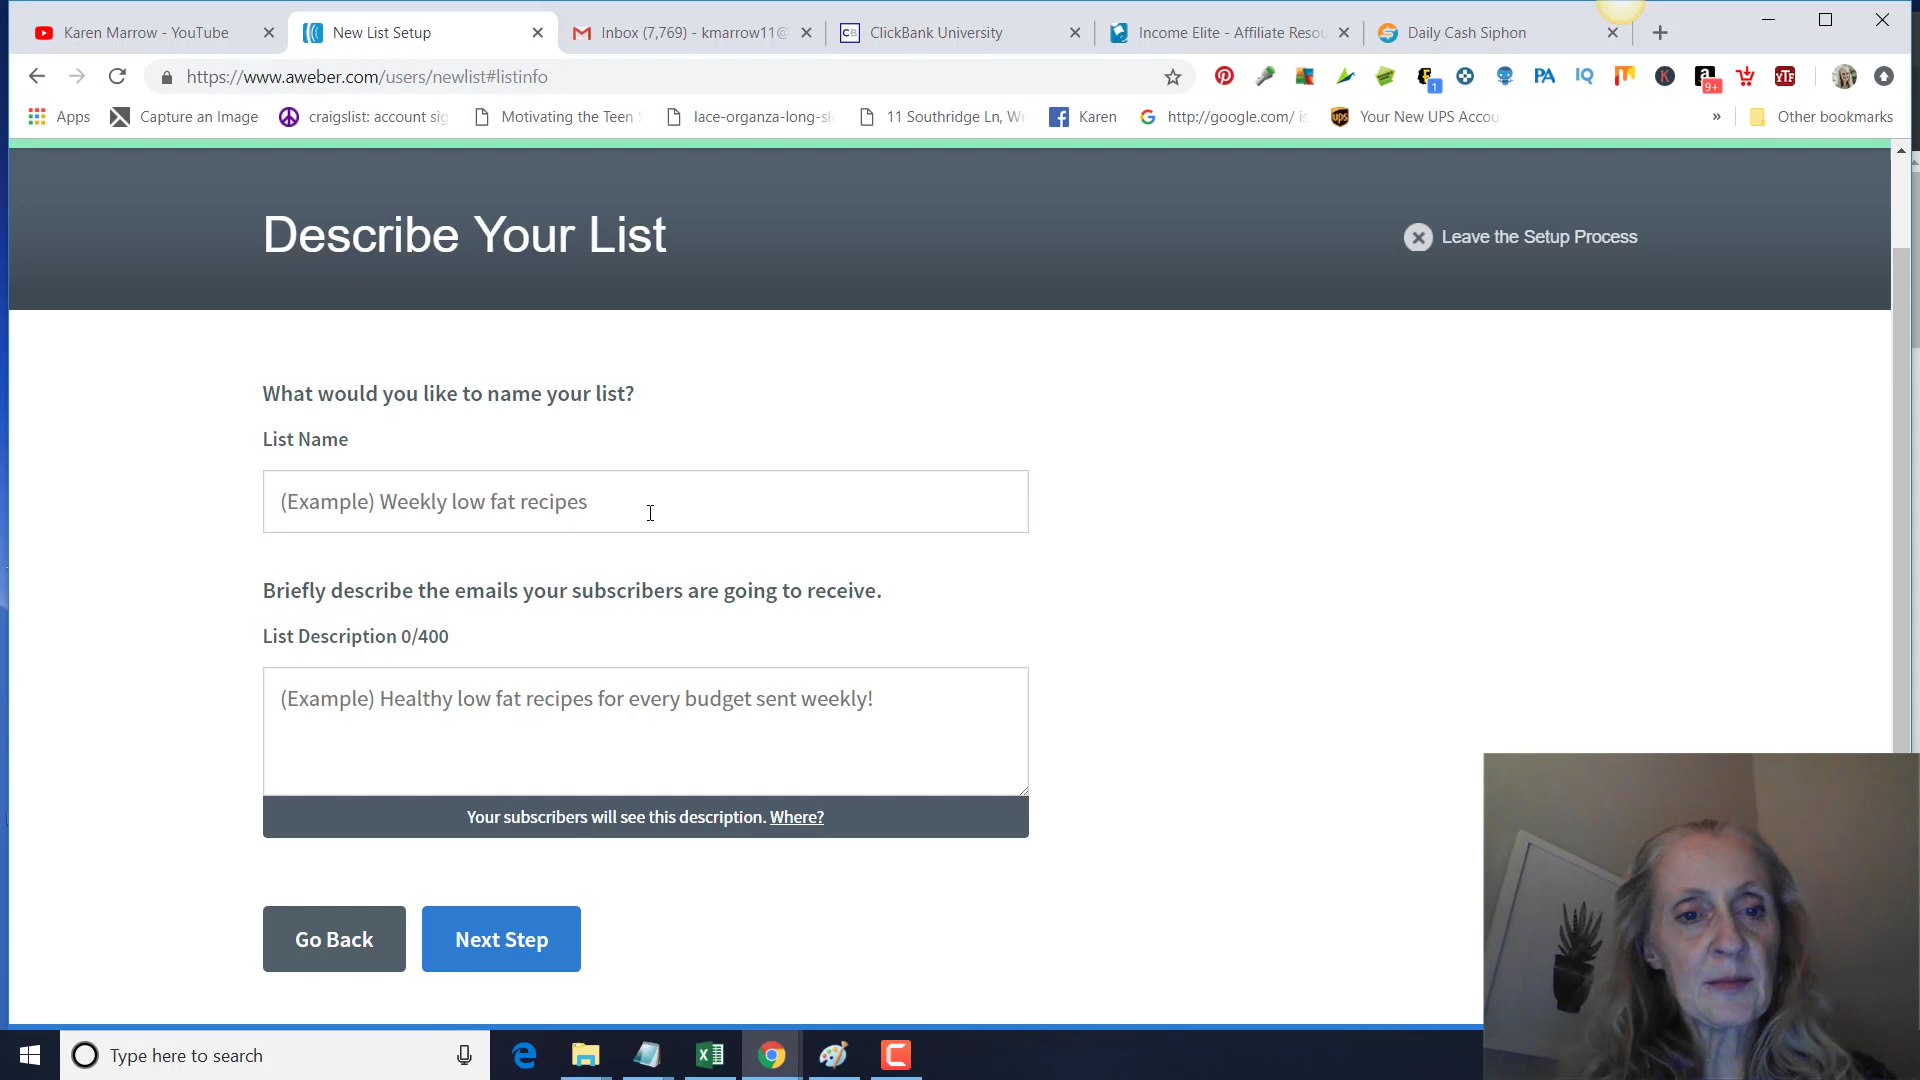 Karen Marrow - YouTube
New List Setup
Inbox (7,769) - kmarrow11@
ClickBank University
Income Elite - Affiliate Resou
Daily Cash Siphon
https://www.aweber.com/users/newlist#listinfo
1
PA
IQ
K
a
9+
YTF
Apps
Capture an Image
craigslist: account sig
Motivating the Teen
lace-organza-long-sl
11 Southridge Ln, Wr
Karen
http://google.com/ is
Your New UPS Accou
»
Other bookmarks
Describe Your List
Leave the Setup Process
What would you like to name your list?
List Name
(Example) Weekly low fat recipes
Briefly describe the emails your subscribers are going to receive.
List Description 0/400
(Example) Healthy low fat recipes for every budget sent weekly!
Your subscribers will see this description. Where?
Go Back
Next Step
Type here to search